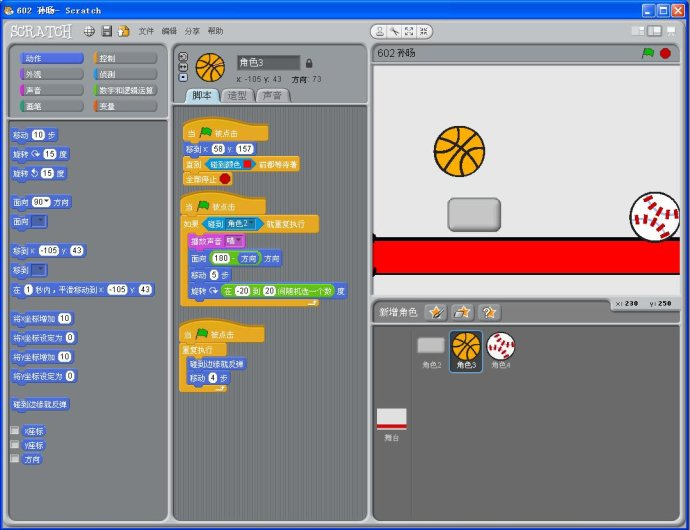 602 孙旸- Scratch
SCRATCH 文件 编辑 分享 帮助
动作 控制
外观 侦测
声音 数字和逻辑运算
画笔 变量
移动 10 步
旋转 15 度
旋转 15 度
面向 90 方向
面向
移到 x: -105 y: 43
移到
在 1 秒内，平滑移动到 x: -105 y: 43
将x坐标增加 10
将x坐标设定为 0
将y坐标增加 10
将y坐标设定为 0
碰到边缘就反弹
x座标
y座标
方向
角色3
x: -105 y: 43 方向: 73
脚本 造型 声音
当 被点击
移到 x: 58 y: 157
直到 碰到颜色 前都等待着
全部停止
当 被点击
如果 碰到 角色2 就重复执行
播放声音 喵
面向 180 - 方向 方向
移动 5 步
旋转 在 -20 到 20 间随机选一个数 度
当 被点击
重复执行
碰到边缘就反弹
移动 4 步
602 孙旸
x: 230 y: 250
新增角色
角色2 角色3 角色4
舞台